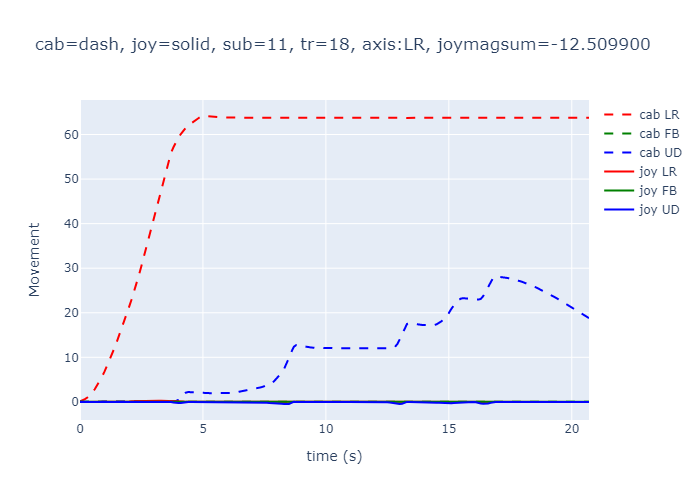 cab=dash, joy=solid, sub=11, tr=18, axis:LR, joymagsum=-12.509900
cab LR
cab FB
cab UD
joy LR
joy FB
joy UD
Movement
60
50
40
30
20
10
0
0 5 10 15 20
time (s)